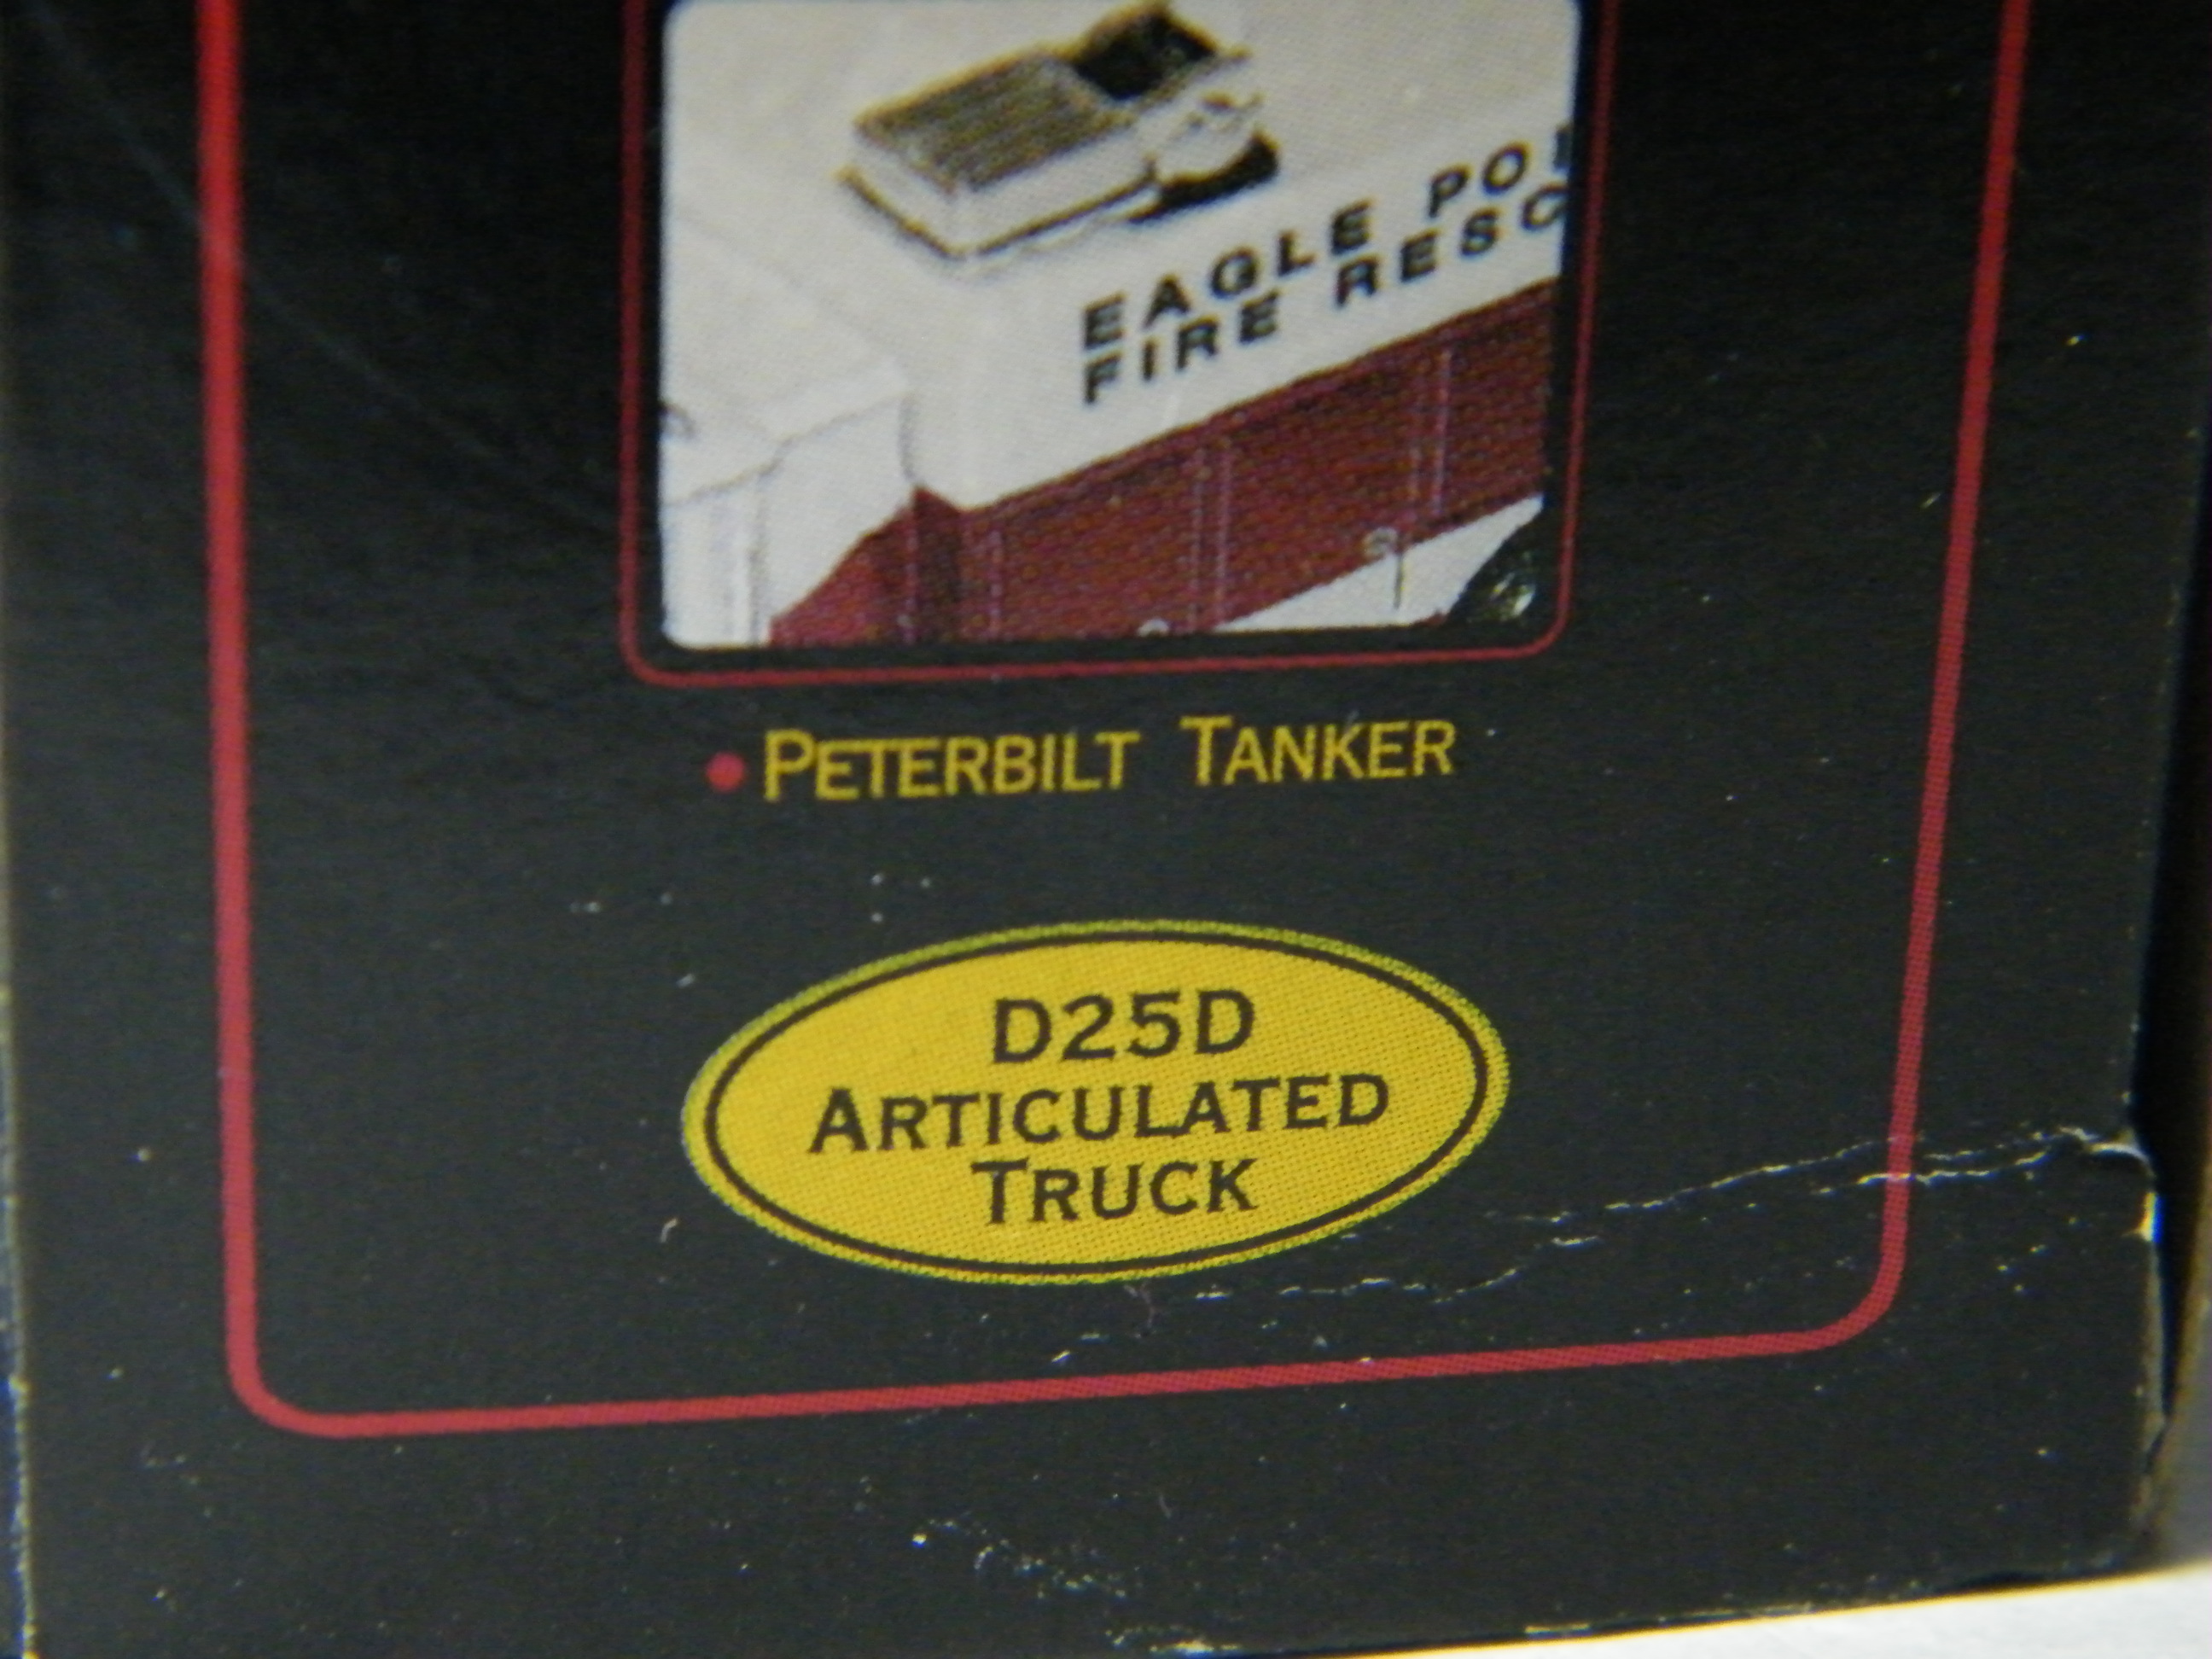 EAGLE PO
FIRE RESC
• PETERBILT TANKER
D25D
ARTICULATED
TRUCK